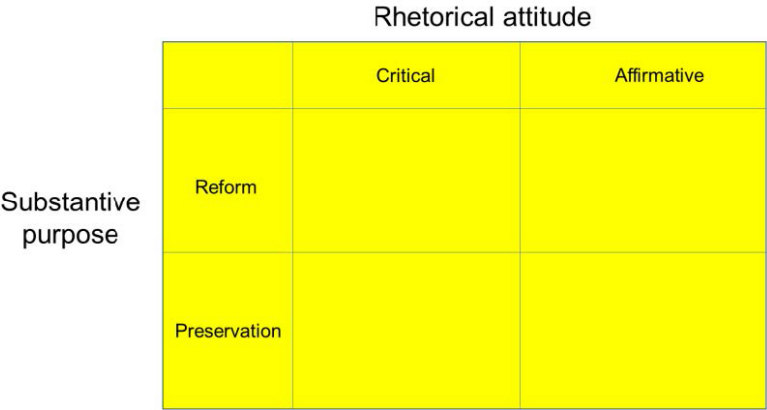 Rhetorical attitude
Critical
Affirmative
Reform
Substantive
purpose
Preservation